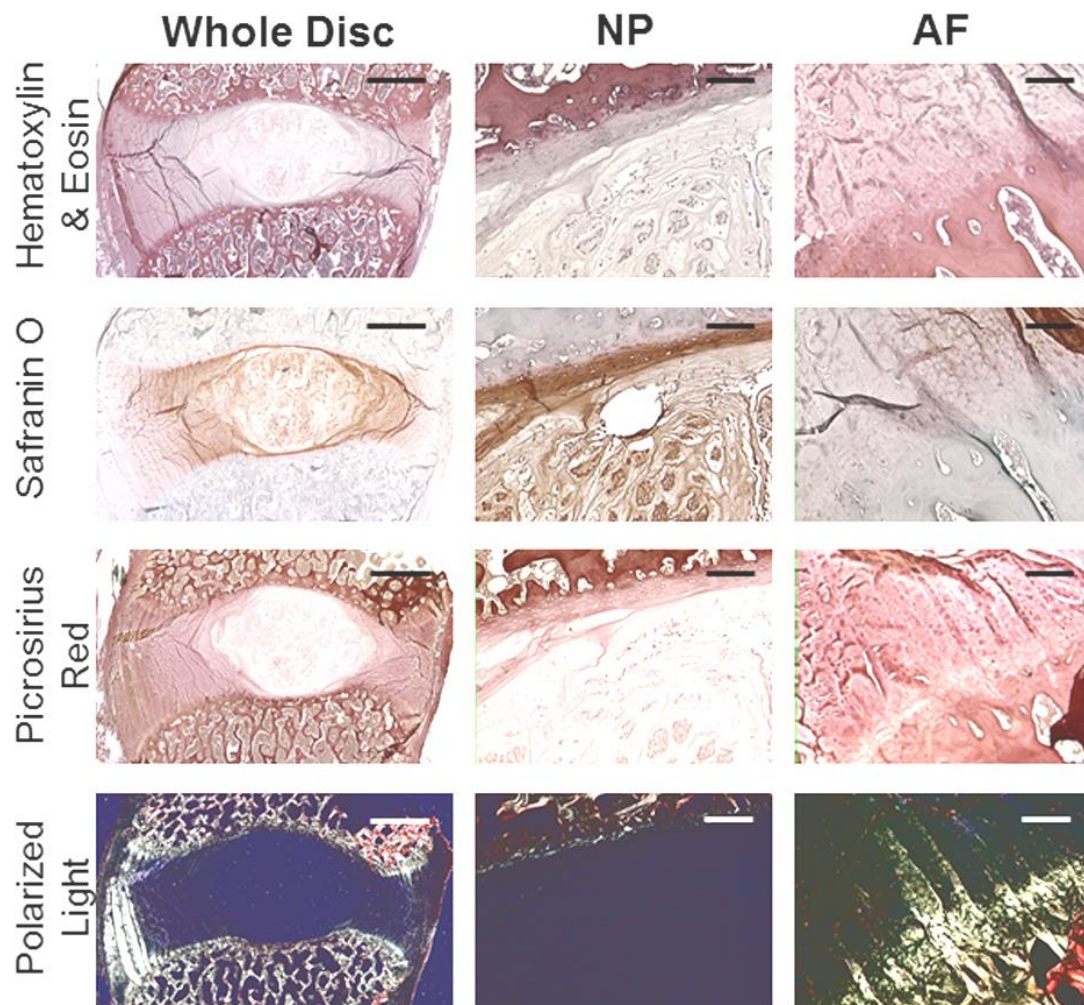 Whole Disc
NP
AF
Hematoxylin
& Eosin
Safranin O
Picrosirius
Red
Polarized
Light